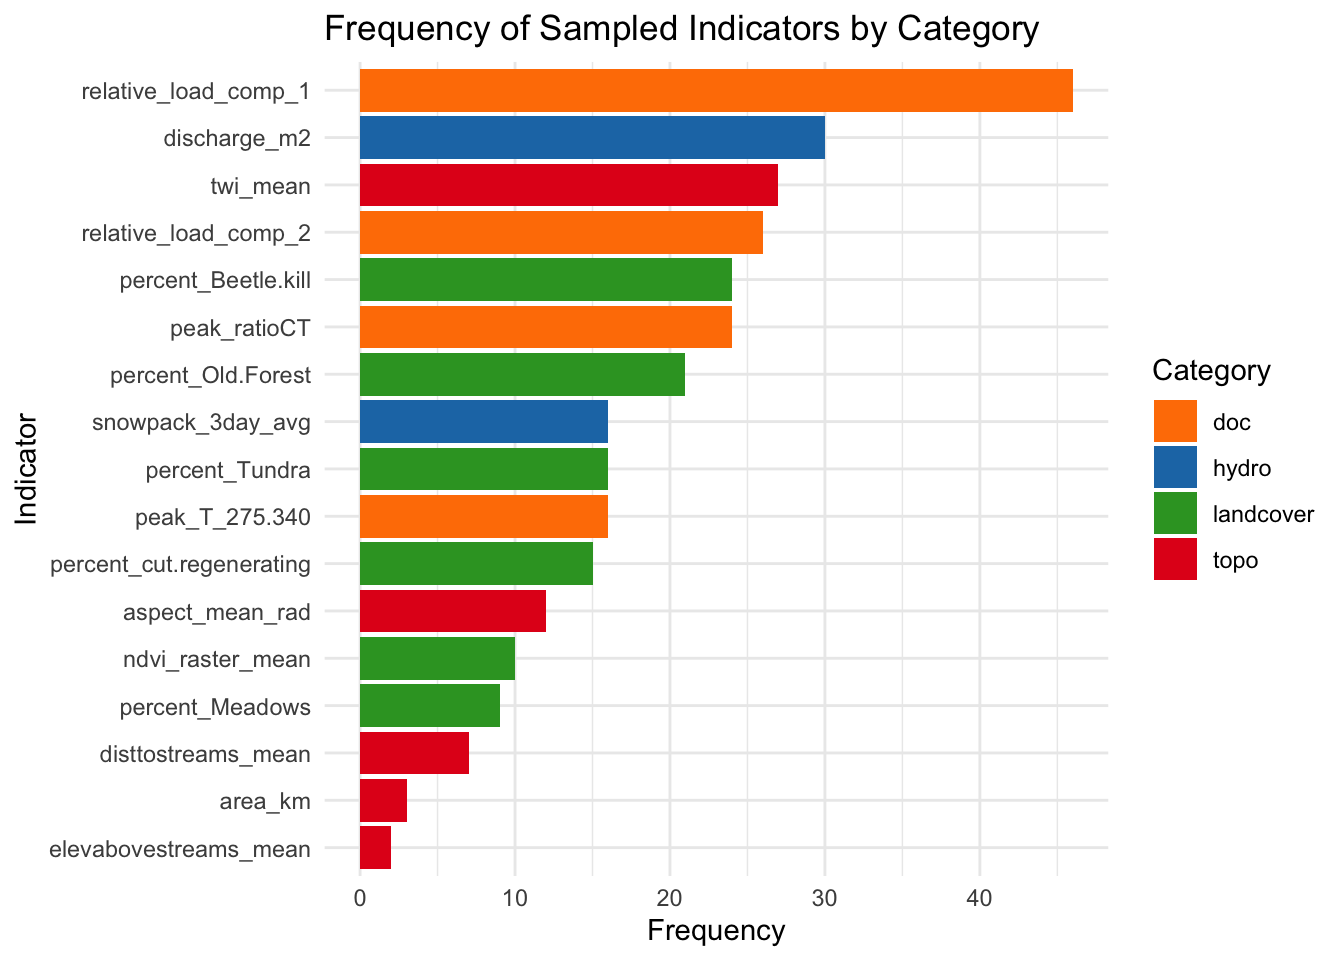 Frequency of Sampled Indicators by Category
relative_load_comp_1
discharge_m2
twi_mean
relative_load_comp_2
percent_Beetle.kill
peak_ratioCT
percent_Old.Forest
snowpack_3day_avg
percent_Tundra
peak_T_275.340
percent_cut.regenerating
aspect_mean_rad
ndvi_raster_mean
percent_Meadows
disttostreams_mean
area_km
elevabovestreams_mean
Indicator
0 10 20 30 40
Frequency
Category
doc
hydro
landcover
topo